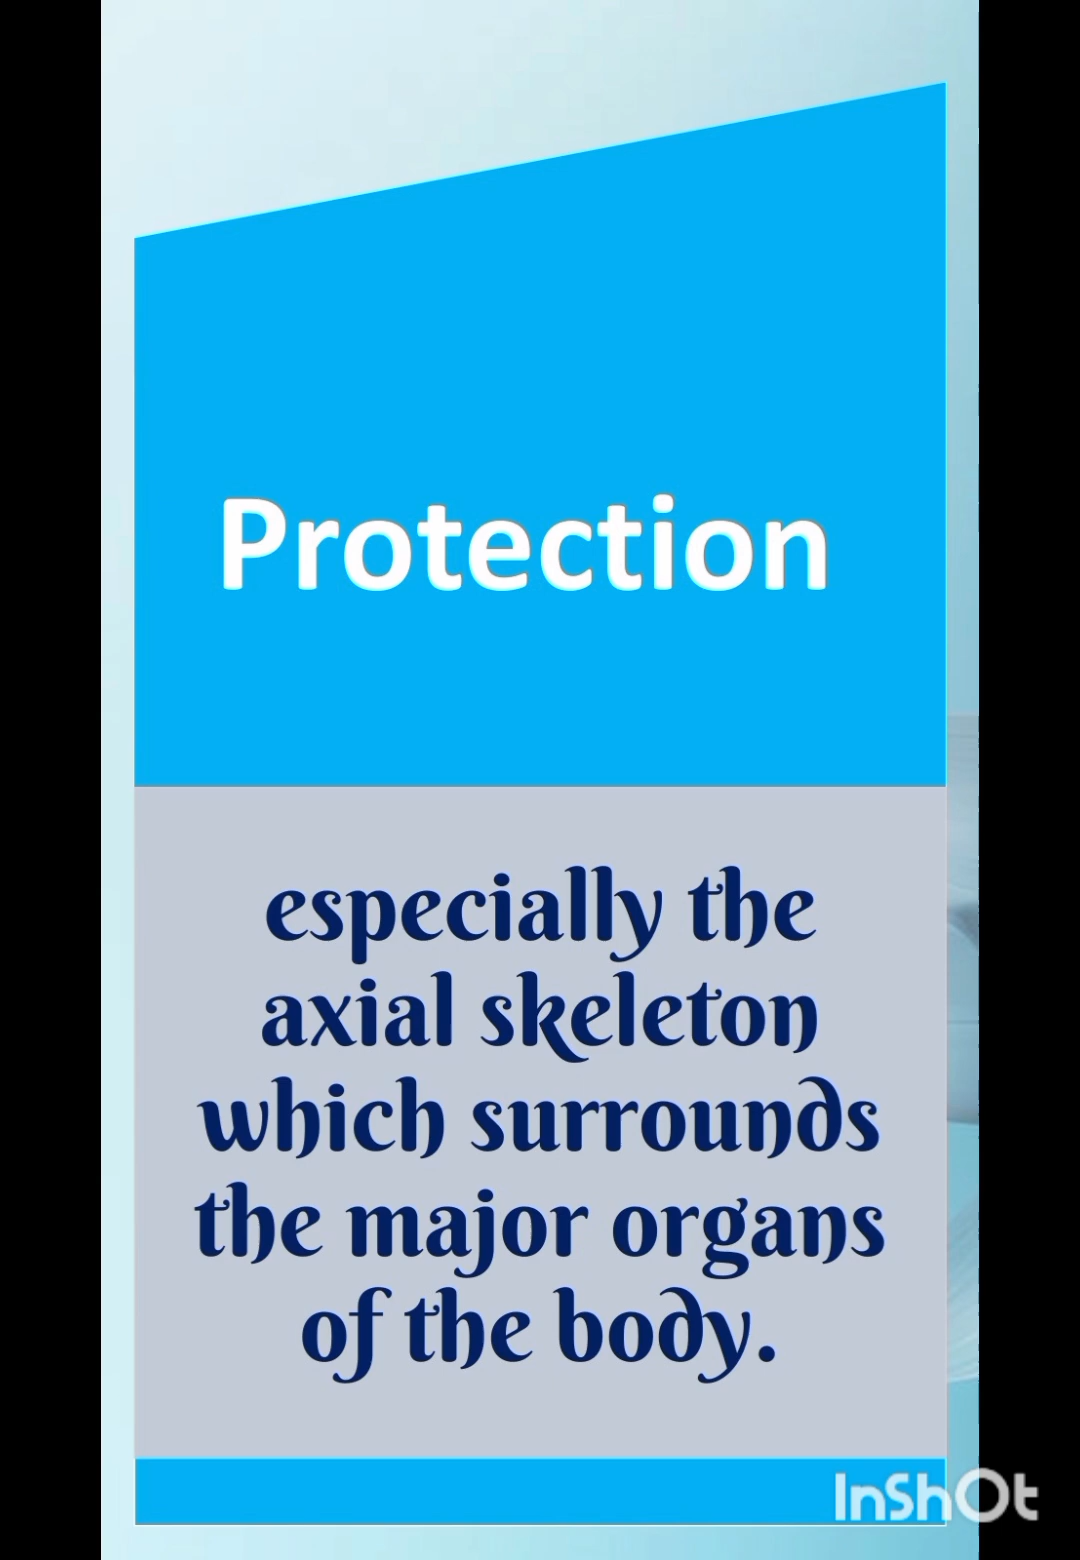 Protection
especially the
axial skeleton
which surrounds
the major organs
of the body.
InShOt